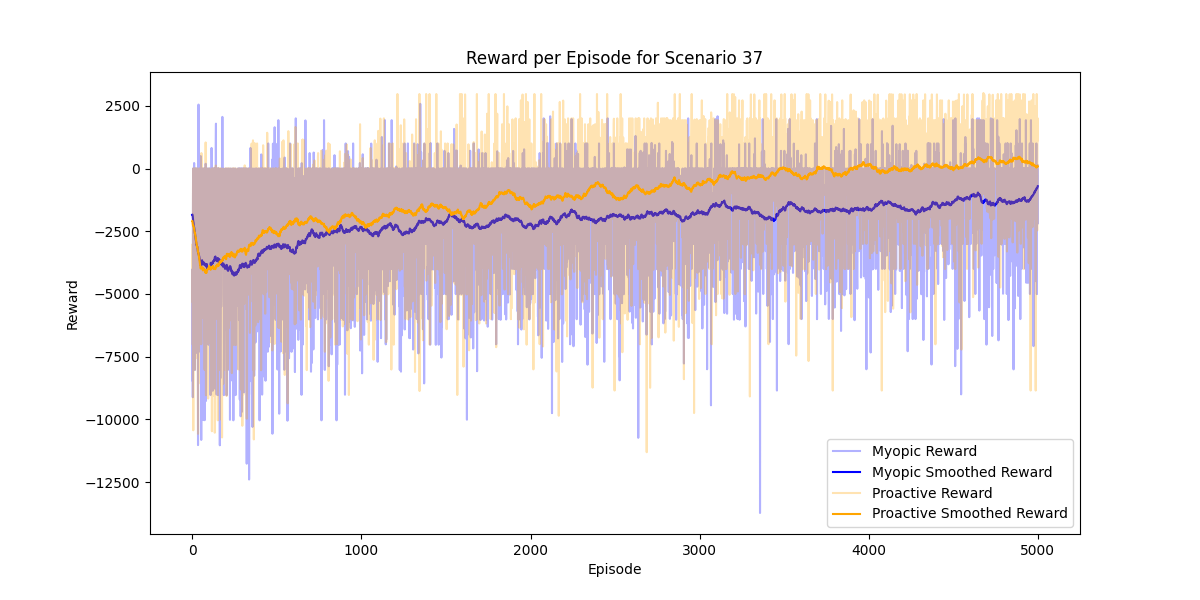 Reward per Episode for Scenario 37
2500
0
−2500
−5000
−7500
−10000
−12500
Reward
0 1000 2000 3000 4000 5000
Episode
Myopic Reward
Myopic Smoothed Reward
Proactive Reward
Proactive Smoothed Reward